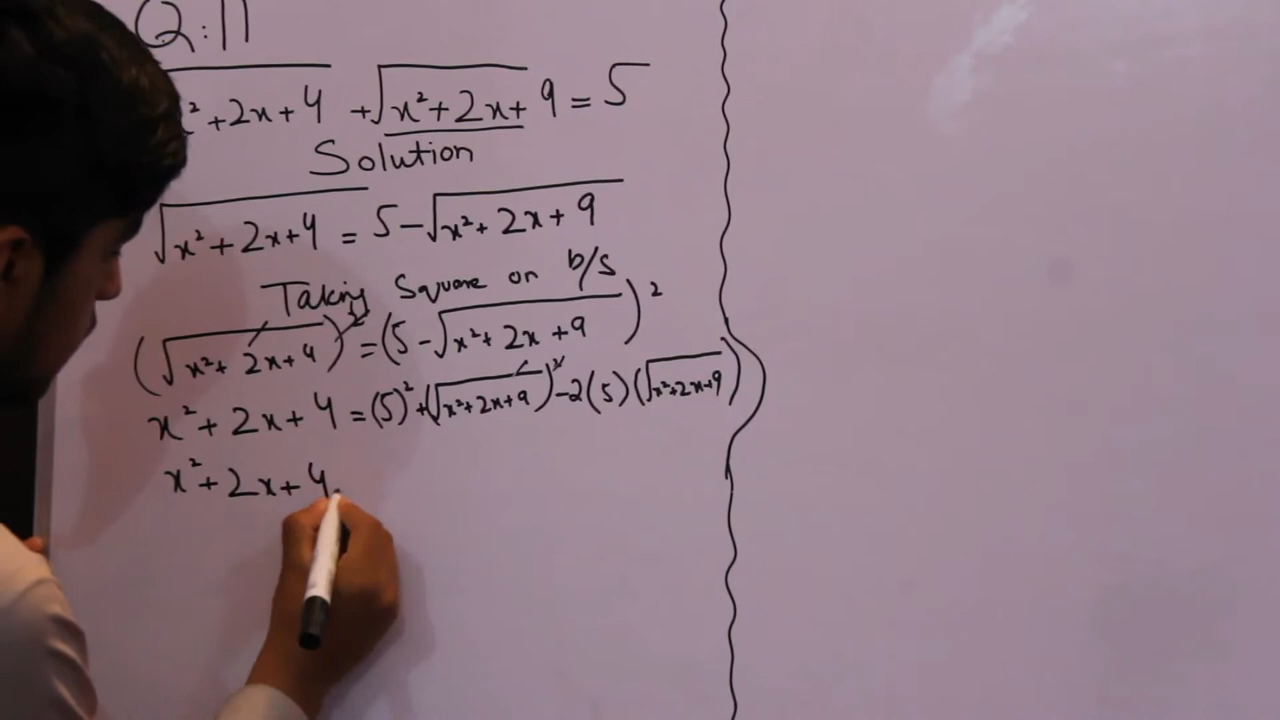 Q:11
² + 2x + 4 + √x² + 2x + 9 = 5
Solution
√x² + 2x + 4 = 5 - √x² + 2x + 9
Taking Square on b/s
(√x² + 2x + 4)² = (5 - √x² + 2x + 9)²
x² + 2x + 4 = (5)² + (√x² + 2x + 9)² - 2(5)(√x² + 2x + 9)
x² + 2x + 4